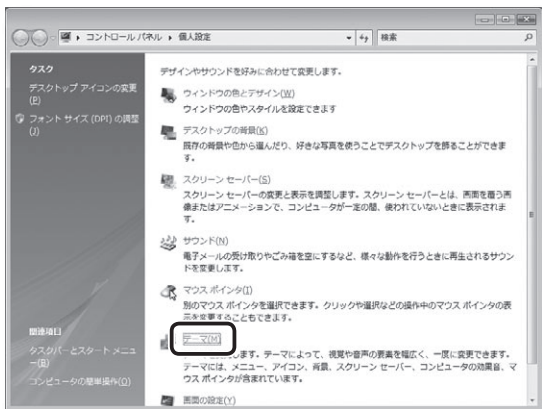 コントロール パネル ▸ 個人設定
検索
タスク
デスクトップ アイコンの変更
(P)
フォント サイズ (DPI) の調整
(J)
関連項目
タスク バーとスタート メニュー
ー(R)
コンピュータの簡単操作(O)
デザインやサウンドを好みに合わせて変更します。
ウィンドウの色とデザイン(W)
ウィンドウの色やスタイルを設定できます
デスクトップの背景(K)
既存の背景や色から選んだり、好きな写真を使うことでデスクトップを飾ることができま
す。
スクリーン セーバー(S)
スクリーン セーバーの変更と表示を調整します。スクリーン セーバーとは、画面を覆う画
像またはアニメーションで、コンピュータが一定の間、使われていないときに表示されま
す。
サウンド(N)
電子メールの受け取りやごみ箱を空にするなど、様々な動作を行うときに再生されるサウン
ドを変更します。
マウス ポインタ(I)
別のマウス ポインタを選択できます。クリックや選択などの操作中のマウス ポインタの表
示を変更することもできます。
テーマ(M)
します。テーマによって、視覚や音声の要素を幅広く、一度に変更できます。
テーマには、メニュー、アイコン、背景、スクリーン セーバー、コンピュータの効果音、マ
ウス ポインタが含まれています。
画面の設定(Y)